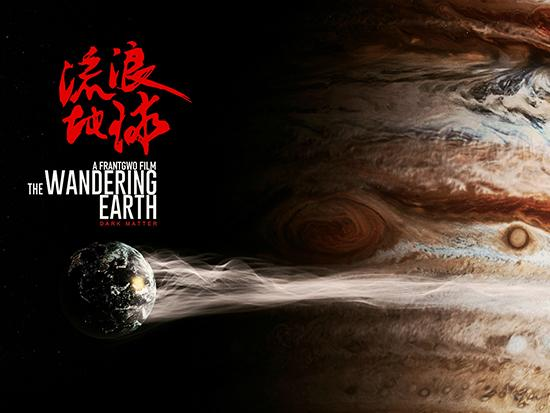 流浪
地球
A FRANTGWO FILM
THE WANDERING
EARTH
DARK MATTER